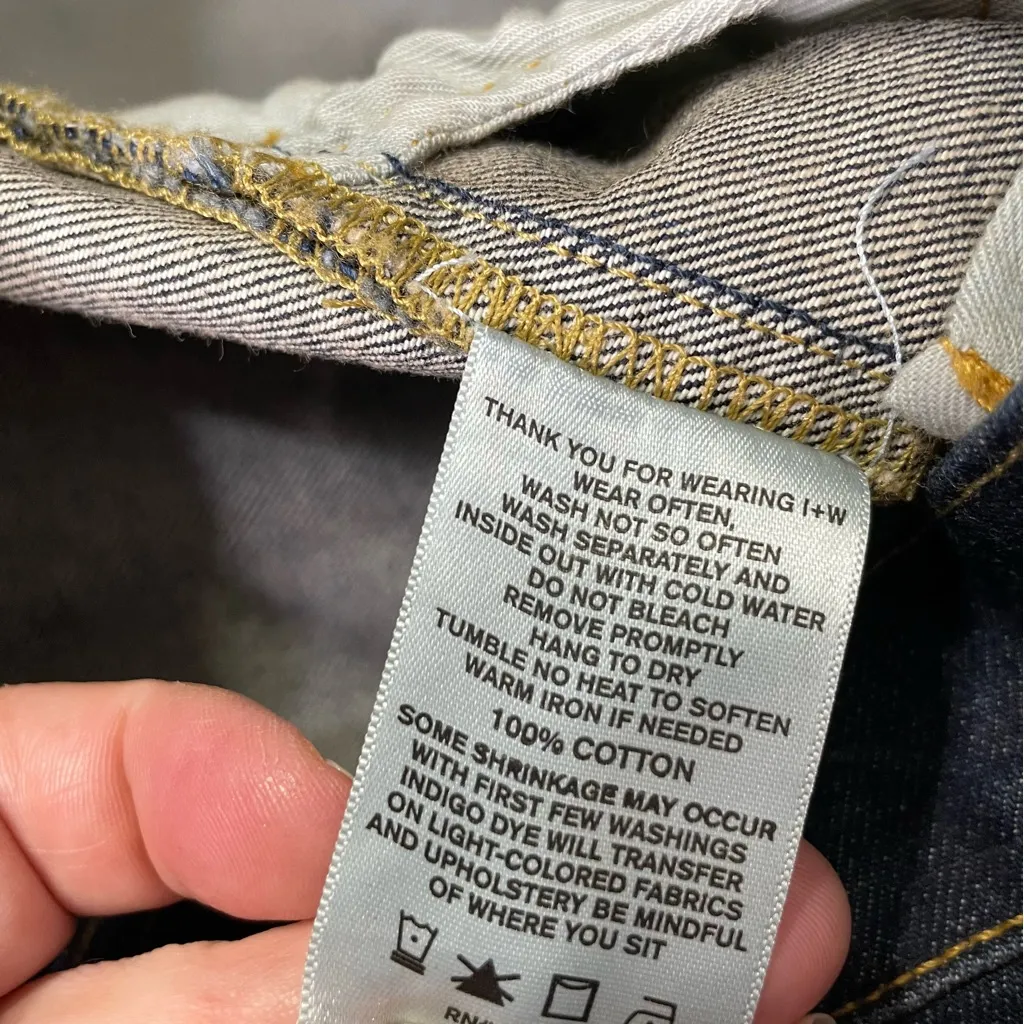 THANK YOU FOR WEARING I+W
WEAR OFTEN,
WASH NOT SO OFTEN
WASH SEPARATELY AND
INSIDE OUT WITH COLD WATER
DO NOT BLEACH
REMOVE PROMPTLY
HANG TO DRY
TUMBLE NO HEAT TO SOFTEN
WARM IRON IF NEEDED
100% COTTON
SOME SHRINKAGE MAY OCCUR
WITH FIRST FEW WASHINGS
INDIGO DYE WILL TRANSFER
ON LIGHT-COLORED FABRICS
AND UPHOLSTERY BE MINDFUL
OF WHERE YOU SIT